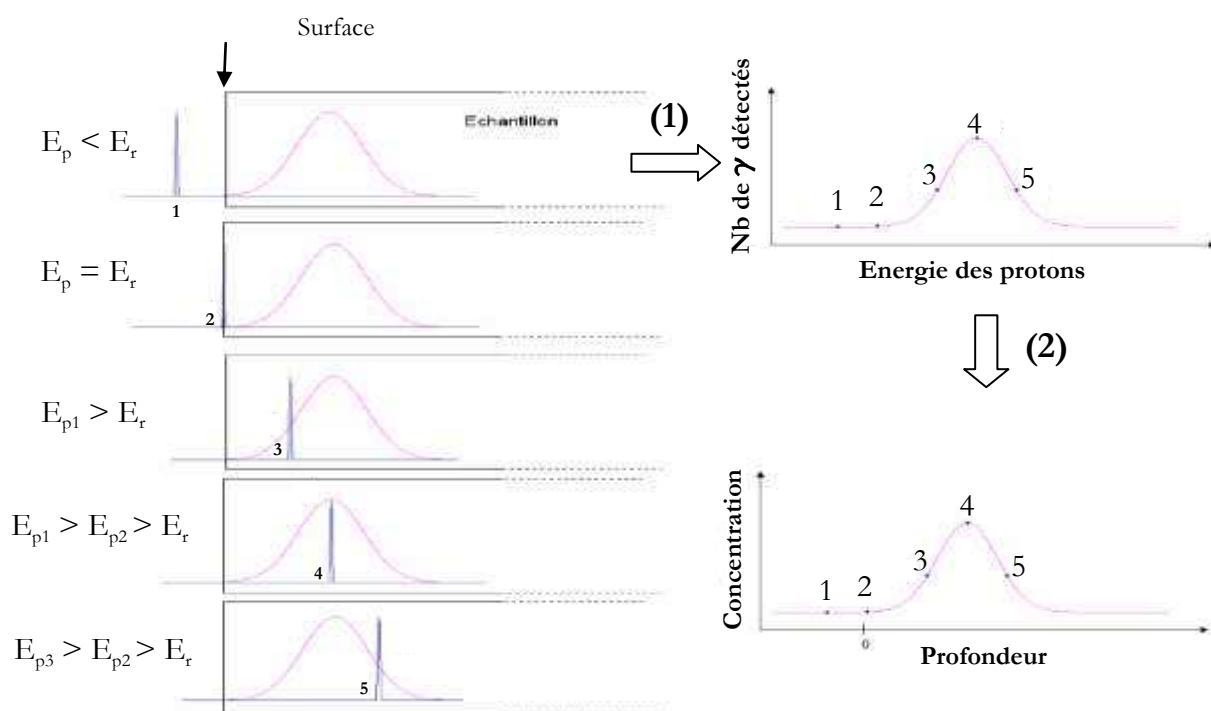 Surface
Echantillon
E_p < E_r
1
E_p = E_r
2
E_p1 > E_r
3
E_p1 > E_p2 > E_r
4
E_p3 > E_p2 > E_r
5
(1)
Nb de γ détectés
1
2
3
4
5
Energie des protons
(2)
Concentration
1
2
3
4
5
0
Profondeur